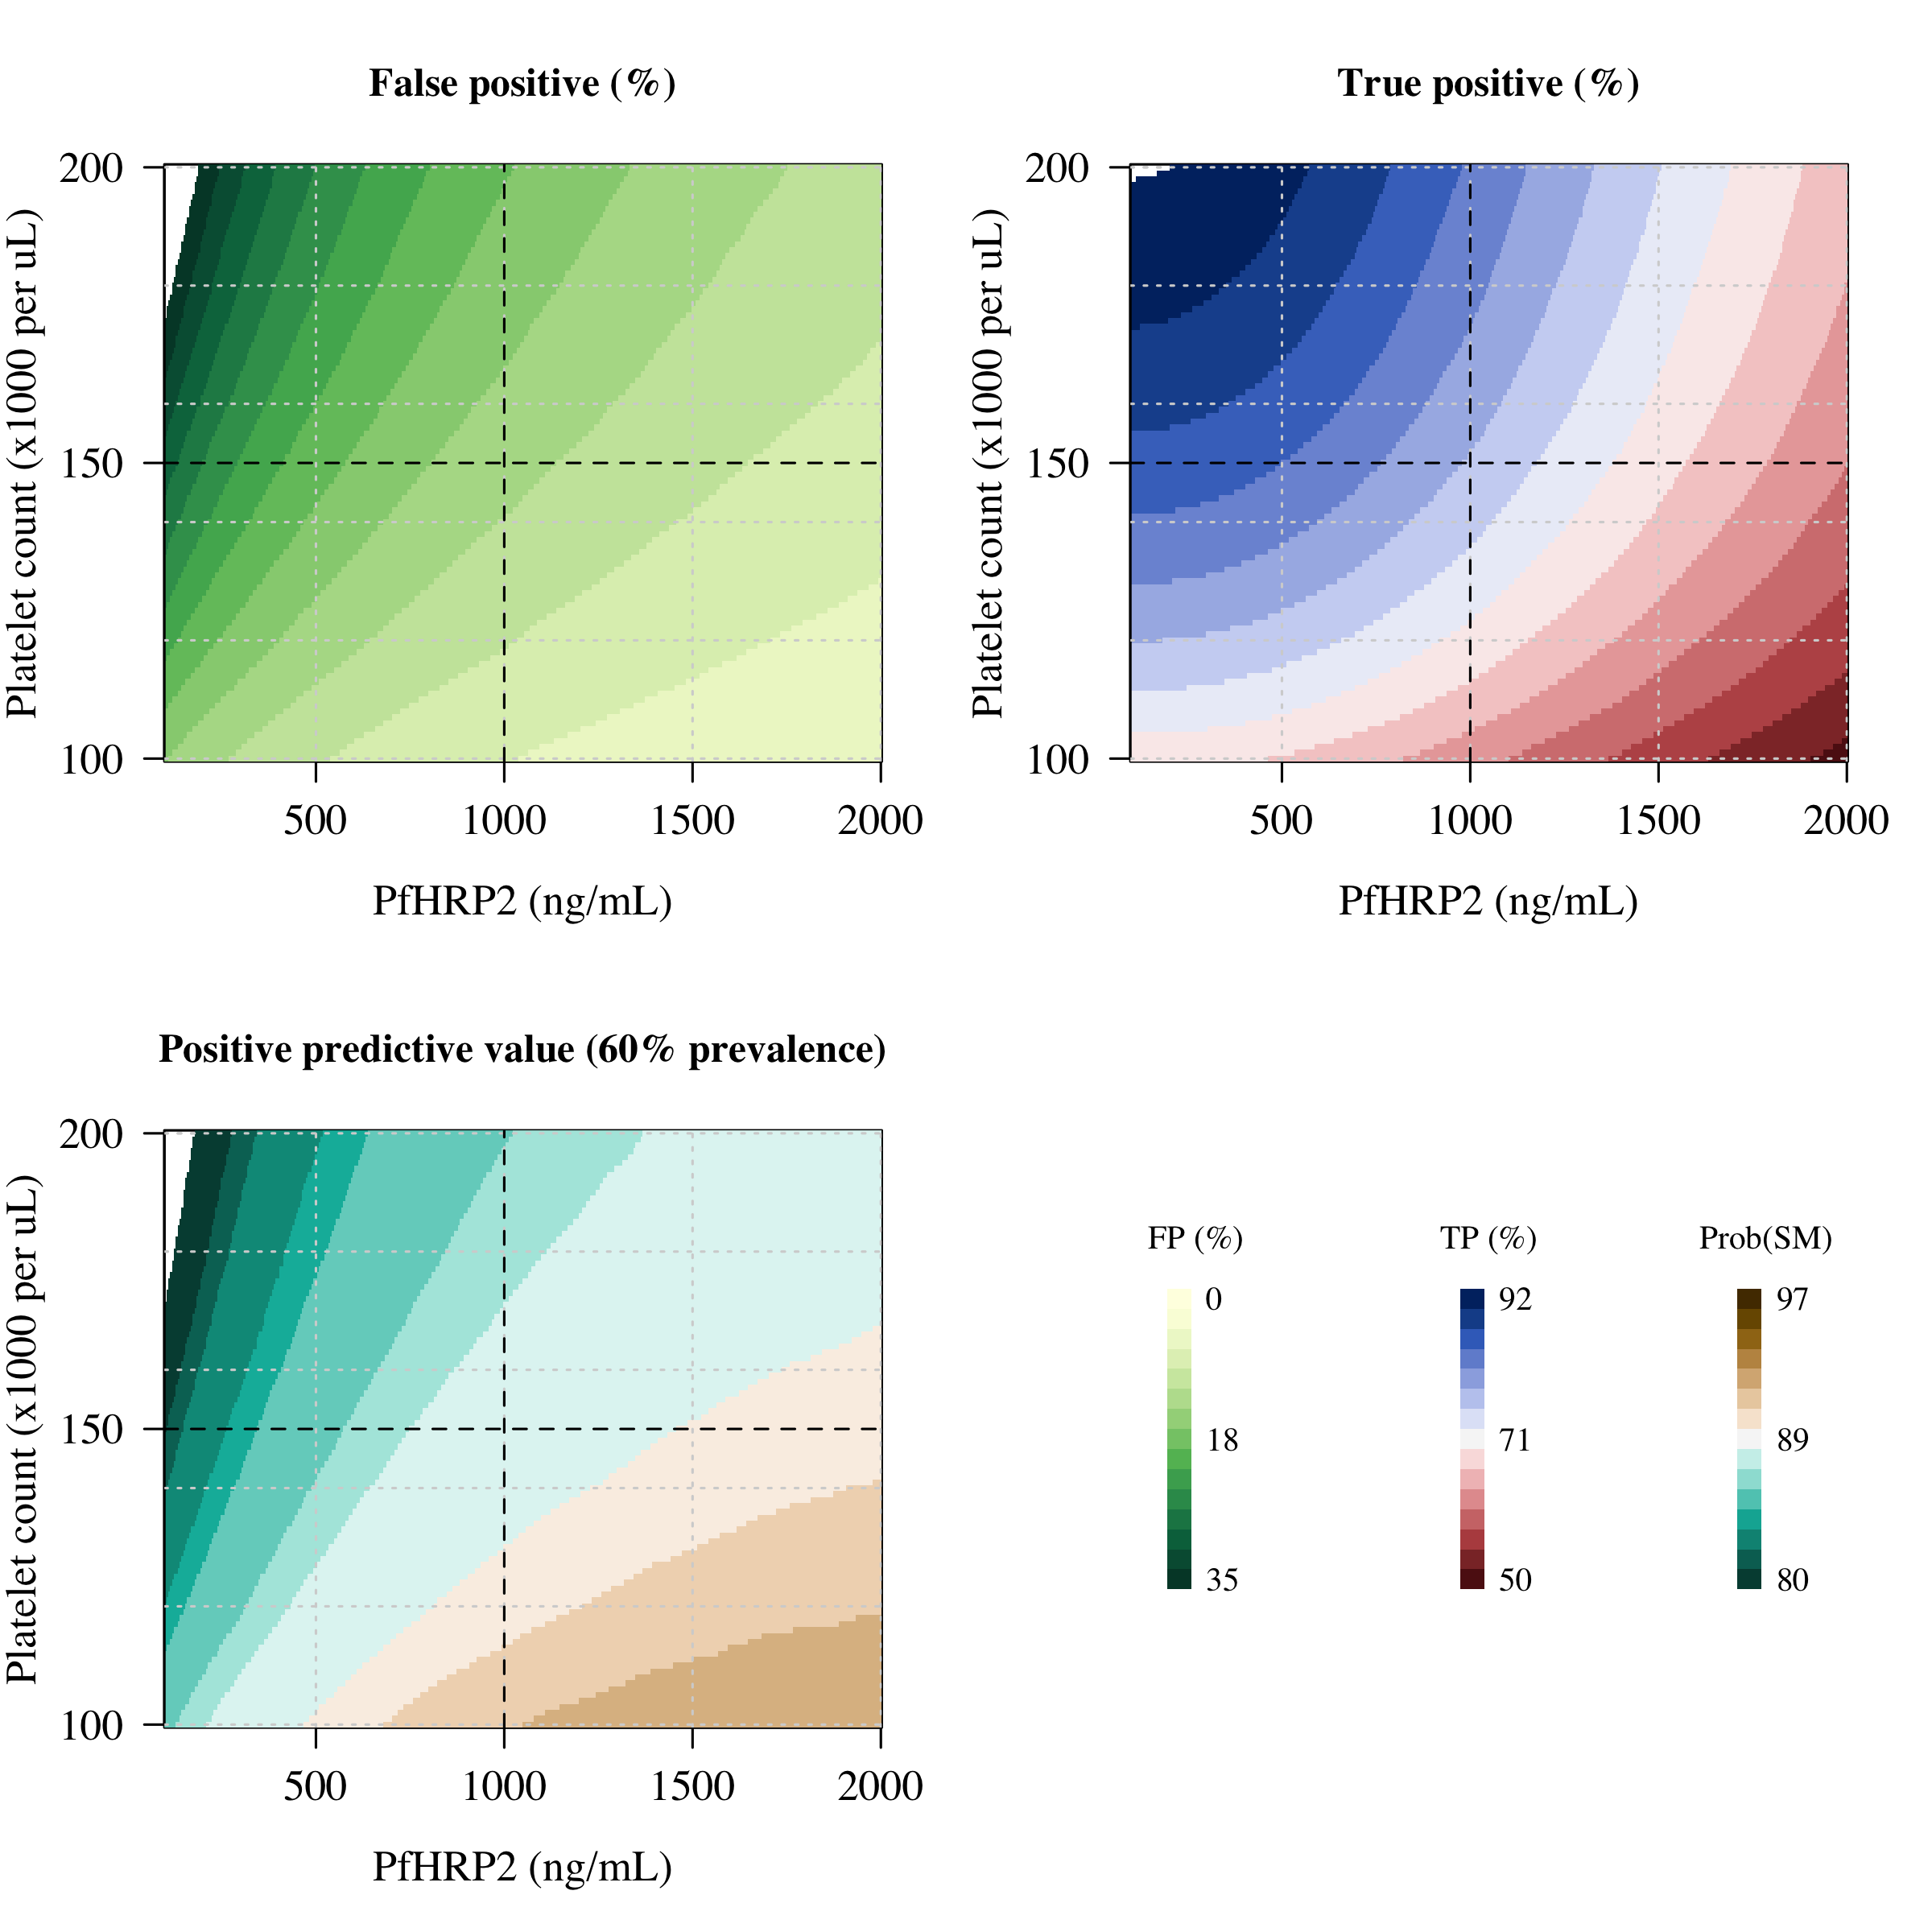 False positive (%)
200
150
100
Platelet count (x1000 per uL)
500 1000 1500 2000
PfHRP2 (ng/mL)
True positive (%)
200
150
100
Platelet count (x1000 per uL)
500 1000 1500 2000
PfHRP2 (ng/mL)
Positive predictive value (60% prevalence)
200
150
100
Platelet count (x1000 per uL)
500 1000 1500 2000
PfHRP2 (ng/mL)
FP (%)
0
18
35
TP (%)
92
71
50
Prob(SM)
97
89
80